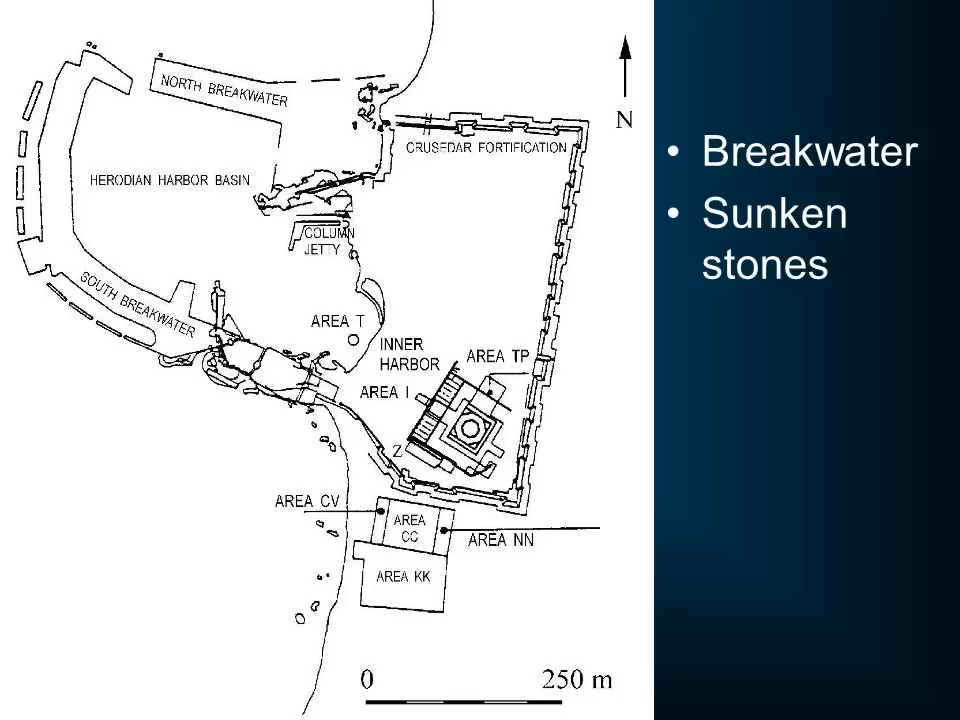 NORTH BREAKWATER
N
CRUSEDAR FORTIFICATION
HERODIAN HARBOR BASIN
COLUMN
JETTY
SOUTH BREAKWATER
AREA T
INNER
HARBOR
AREA TP
AREA I
Z
AREA CV
AREA
CC
AREA NN
AREA KK
0 250 m
• Breakwater
• Sunken
stones